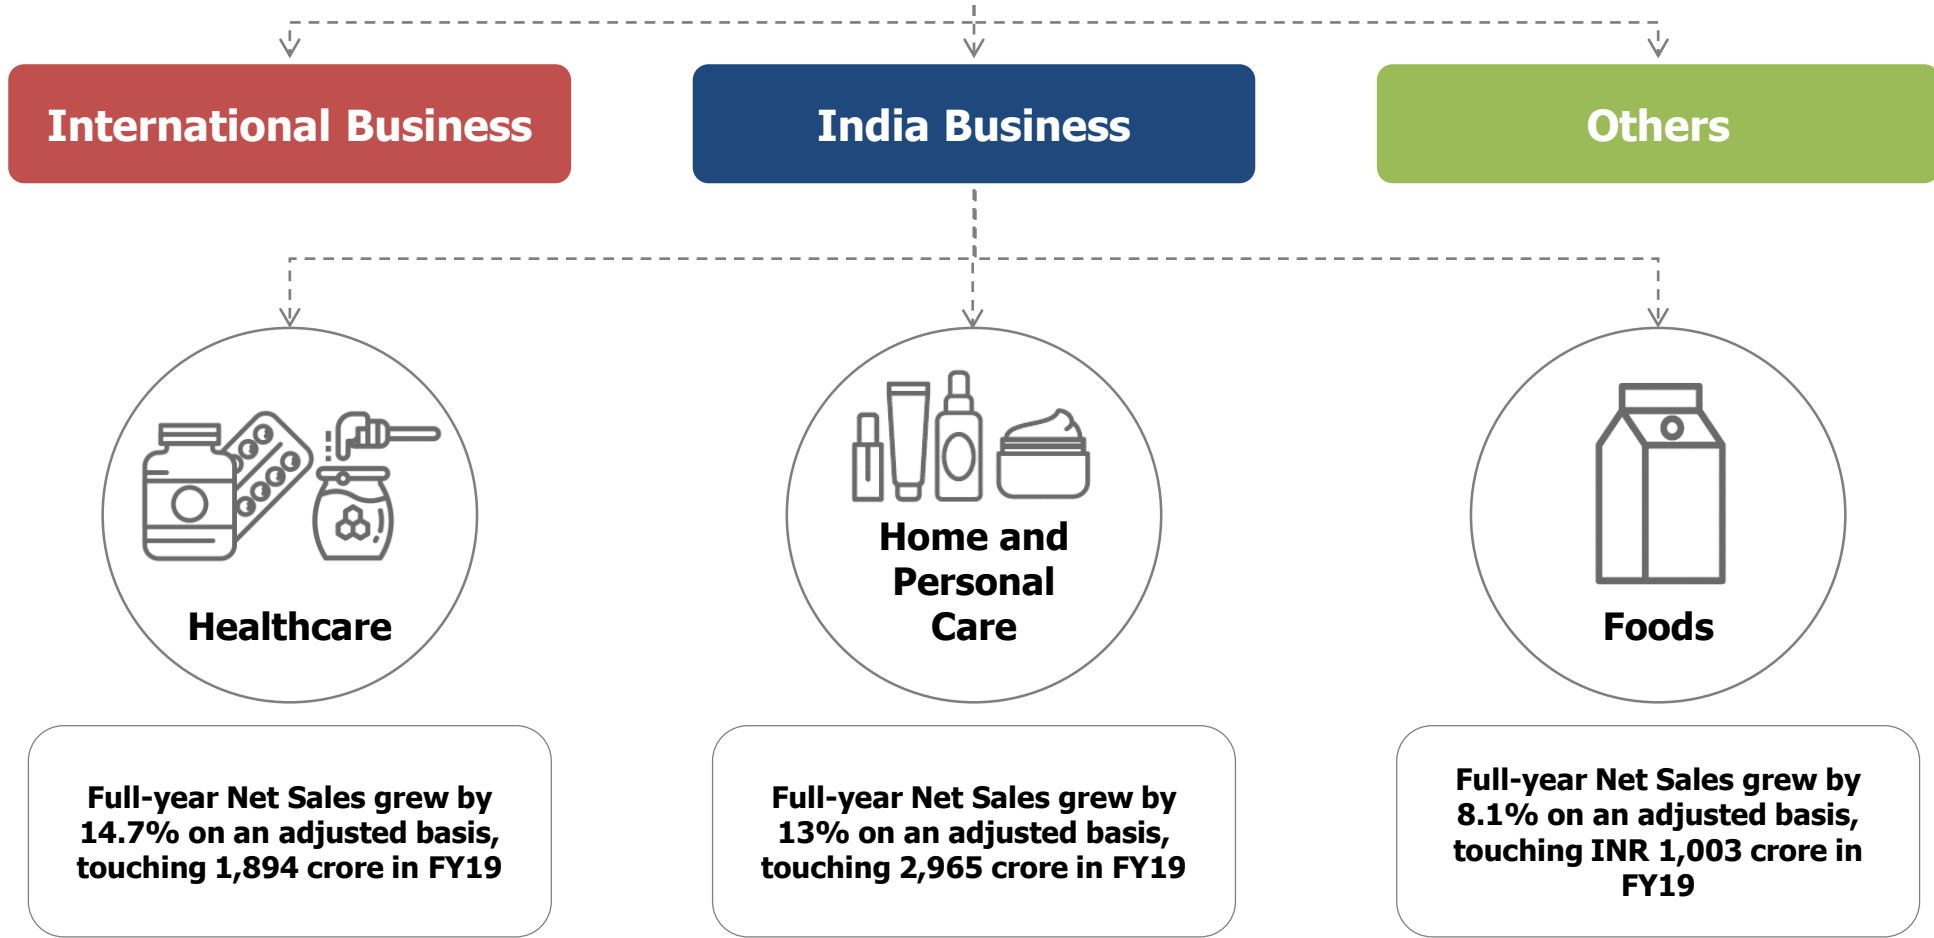 International Business
India Business
Others
Healthcare
Home and
Personal
Care
Foods
Full-year Net Sales grew by
14.7% on an adjusted basis,
touching 1,894 crore in FY19
Full-year Net Sales grew by
13% on an adjusted basis,
touching 2,965 crore in FY19
Full-year Net Sales grew by
8.1% on an adjusted basis,
touching INR 1,003 crore in
FY19